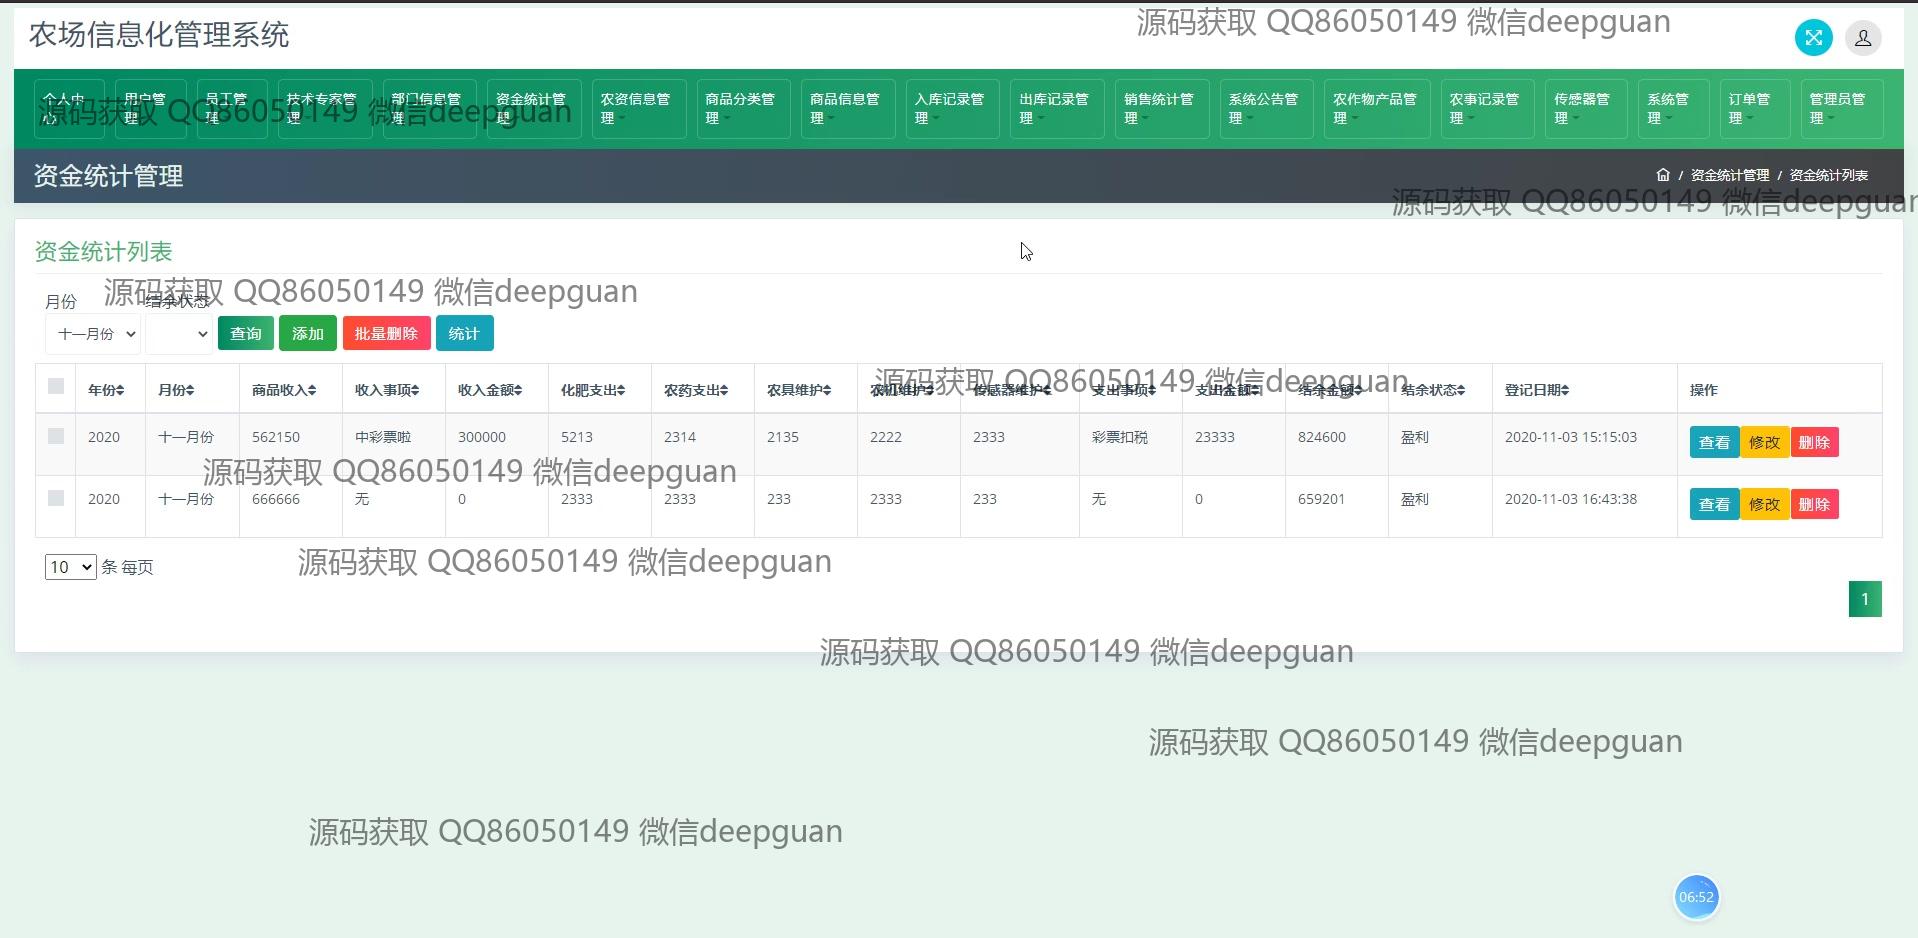 源码获取 QQ86050149 微信deepguan
农场信息化管理系统
个人中心
用户管理
员工管理
技术专家管理
部门信息管理
资金统计管理
农资信息管理
商品分类管理
商品信息管理
入库记录管理
出库记录管理
销售统计管理
系统公告管理
农作物产品管理
农事记录管理
传感器管理
系统管理
订单管理
管理员管理
源码获取 QQ86050149 微信deepguan
资金统计管理
/ 资金统计管理 / 资金统计列表
源码获取 QQ86050149 微信deepguan
资金统计列表
源码获取 QQ86050149 微信deepguan
月份 结余状态
十一月份 查询 添加 批量删除 统计
源码获取 QQ86050149 微信deepguan
年份 月份 商品收入 收入事项 收入金额 化肥支出 农药支出 农具维护 农机维护 传感器维护 支出事项 支出金额 结余金额 结余状态 登记日期 操作
2020 十一月份 562150 中彩票啦 300000 5213 2314 2135 2222 2333 彩票扣税 23333 824600 盈利 2020-11-03 15:15:03 查看 修改 删除
源码获取 QQ86050149 微信deepguan
2020 十一月份 666666 无 0 2333 2333 233 2333 233 无 0 659201 盈利 2020-11-03 16:43:38 查看 修改 删除
10 条 每页
源码获取 QQ86050149 微信deepguan
1
源码获取 QQ86050149 微信deepguan
源码获取 QQ86050149 微信deepguan
源码获取 QQ86050149 微信deepguan
06:52